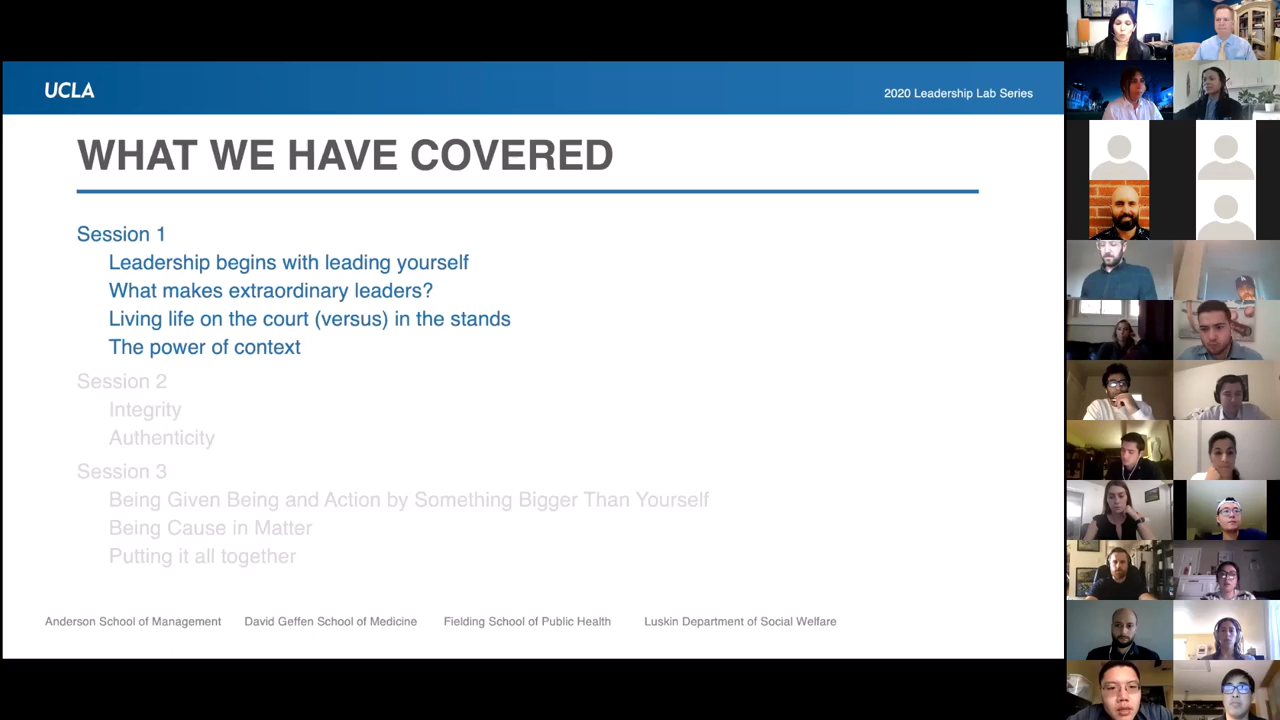 UCLA
2020 Leadership Lab Series
WHAT WE HAVE COVERED
Session 1
Leadership begins with leading yourself
What makes extraordinary leaders?
Living life on the court (versus) in the stands
The power of context
Session 2
Integrity
Authenticity
Session 3
Being Given Being and Action by Something Bigger Than Yourself
Being Cause in Matter
Putting it all together
Anderson School of Management David Geffen School of Medicine Fielding School of Public Health Luskin Department of Social Welfare